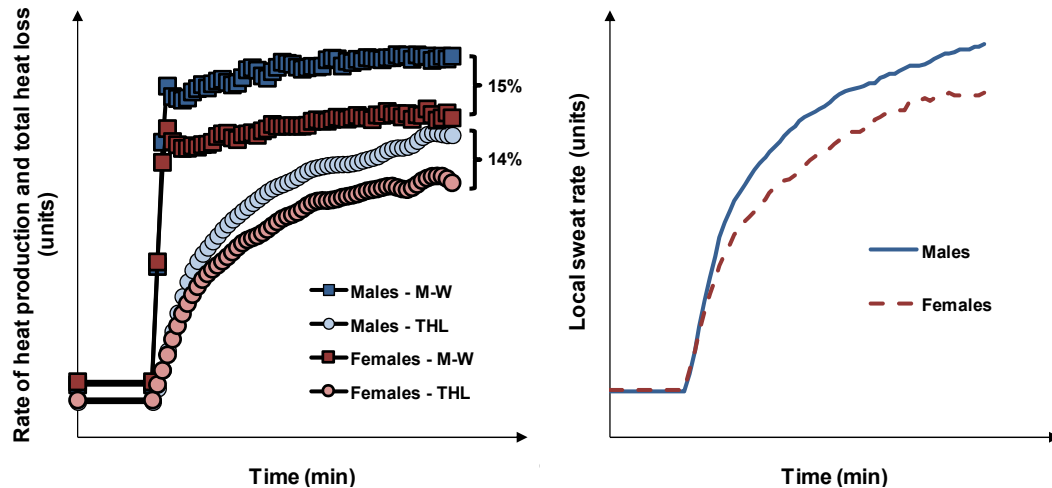 Rate of heat production and total heat loss
(units)
15%
14%
Males - M-W
Males - THL
Females - M-W
Females - THL
Time (min)
Local sweat rate (units)
Males
Females
Time (min)